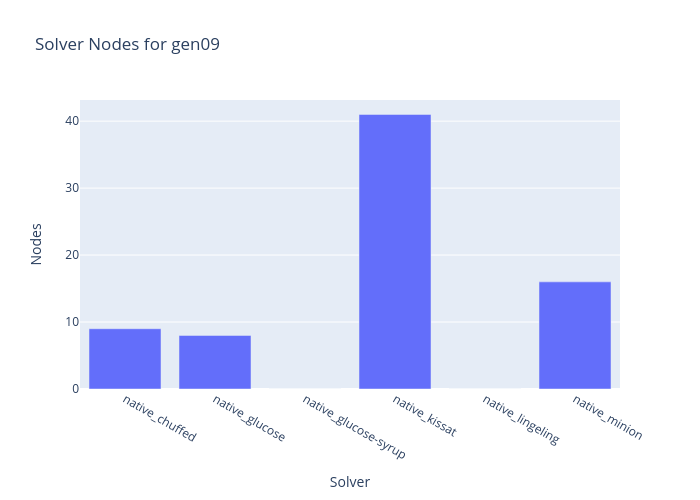 Solver Nodes for gen09
Nodes
40
30
20
10
0
native_chuffed
native_glucose
native_glucose-syrup
native_kissat
native_lingeling
native_minion
Solver